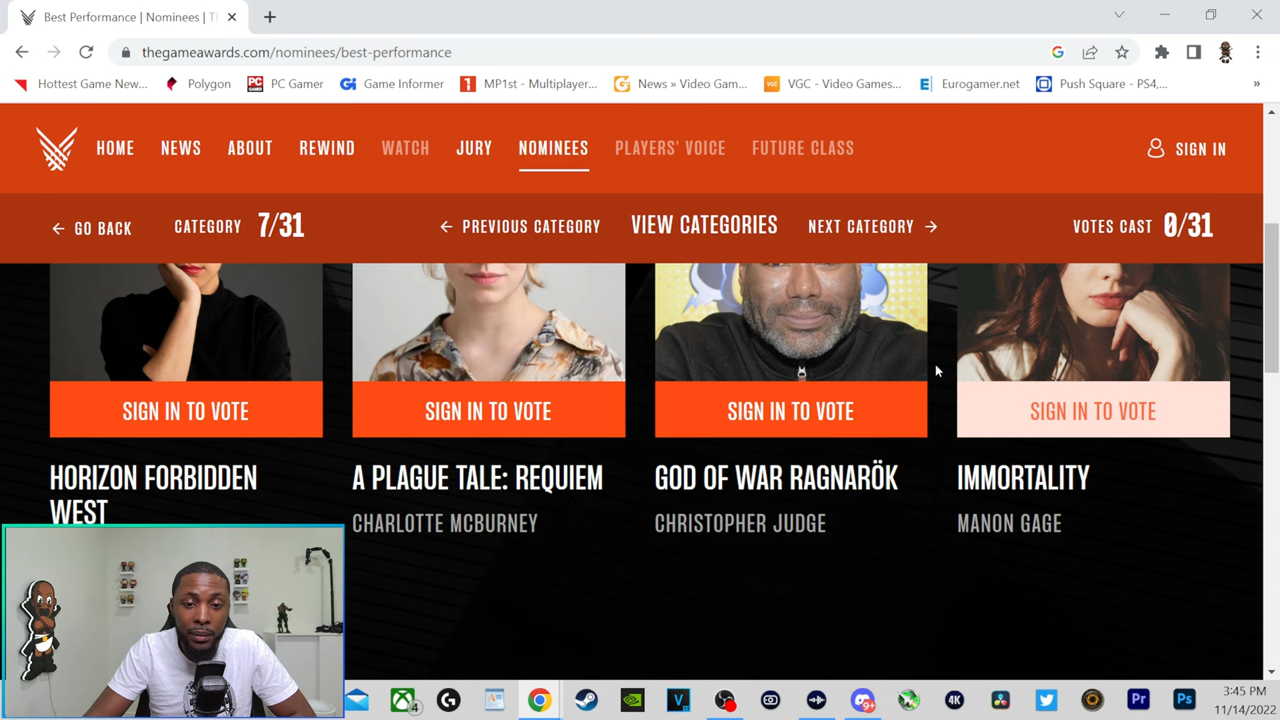 Best Performance | Nominees | T
thegameawards.com/nominees/best-performance
Hottest Game New... Polygon PC Gamer Game Informer MP1st - Multiplayer... News » Video Gam... VGC - Video Games... Eurogamer.net Push Square - PS4,... »
HOME NEWS ABOUT REWIND WATCH JURY NOMINEES PLAYERS' VOICE FUTURE CLASS SIGN IN
← GO BACK CATEGORY 7/31 ← PREVIOUS CATEGORY VIEW CATEGORIES NEXT CATEGORY → VOTES CAST 0/31
SIGN IN TO VOTE SIGN IN TO VOTE SIGN IN TO VOTE SIGN IN TO VOTE
HORIZON FORBIDDEN
WEST
A PLAGUE TALE: REQUIEM
CHARLOTTE MCBURNEY
GOD OF WAR RAGNARÖK
CHRISTOPHER JUDGE
IMMORTALITY
MANON GAGE
3:45 PM
11/14/2022